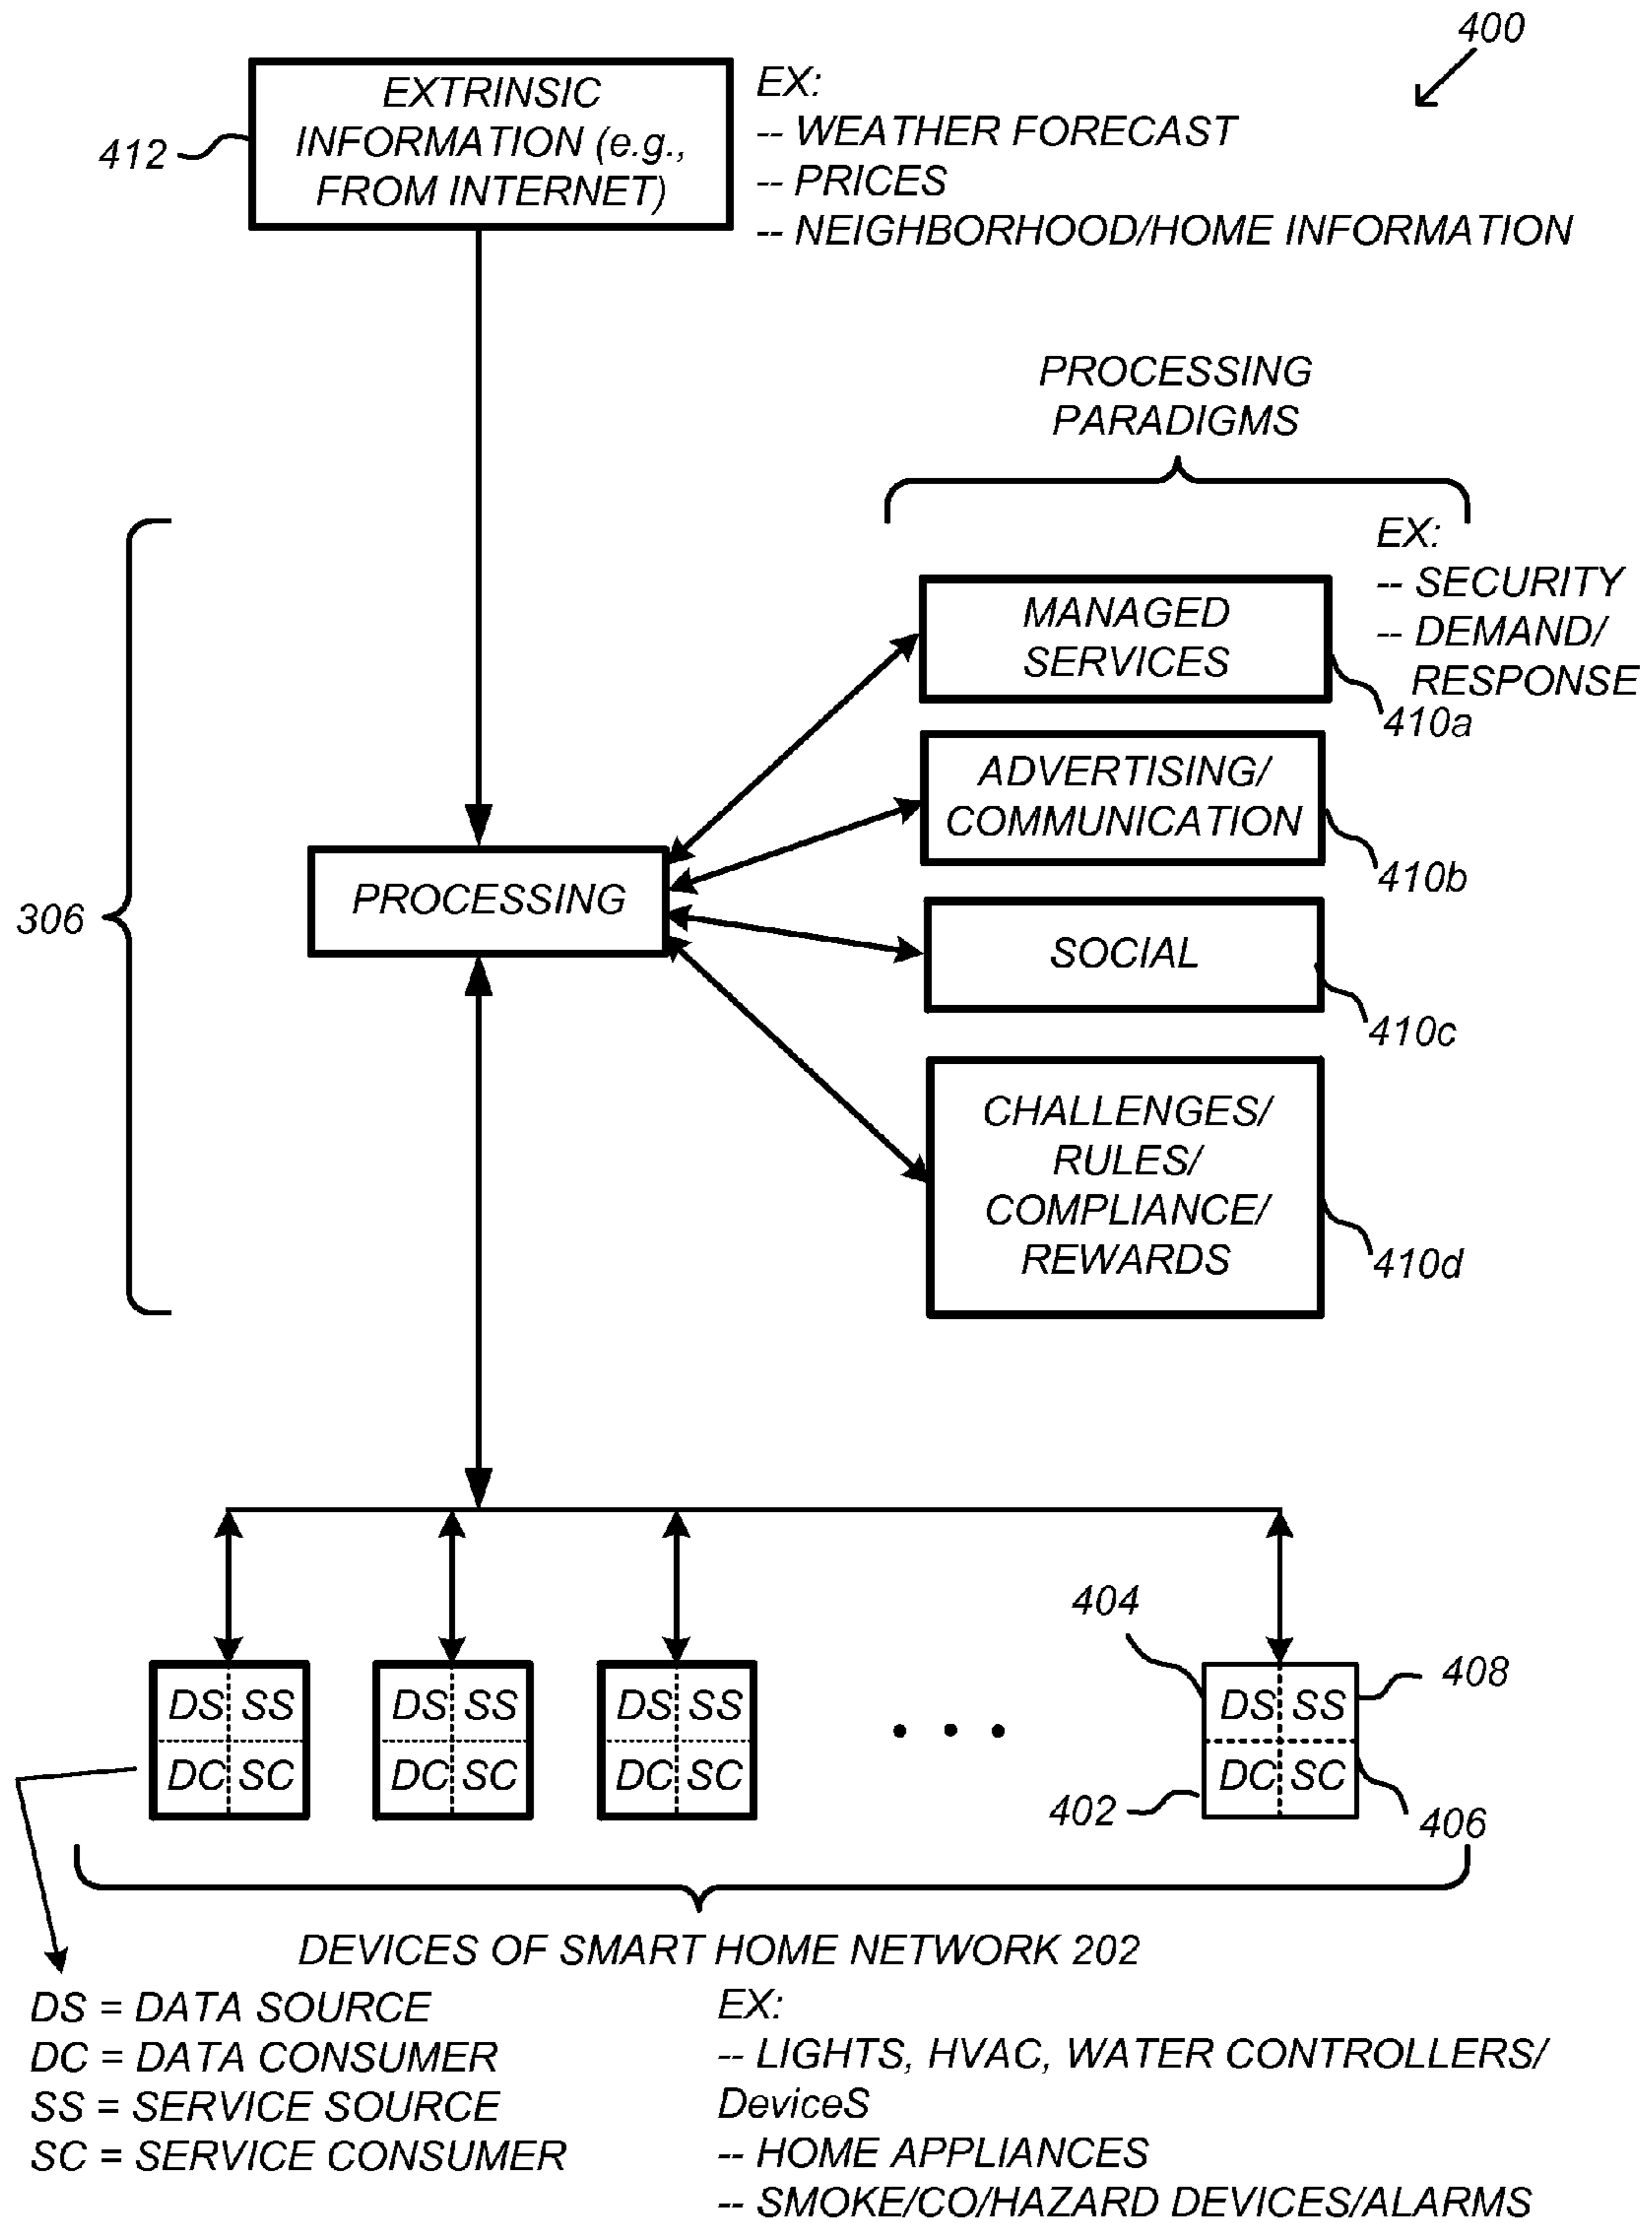 400
EXTRINSIC
INFORMATION (e.g.,
FROM INTERNET)
412
EX:
-- WEATHER FORECAST
-- PRICES
-- NEIGHBORHOOD/HOME INFORMATION
PROCESSING
PARADIGMS
EX:
-- SECURITY
-- DEMAND/
RESPONSE
MANAGED
SERVICES
410a
ADVERTISING/
COMMUNICATION
410b
306
PROCESSING
SOCIAL
410c
CHALLENGES/
RULES/
COMPLIANCE/
REWARDS
410d
404
408
DS SS
DC SC
DS SS
DC SC
DS SS
DC SC
DS SS
DC SC
402
406
DEVICES OF SMART HOME NETWORK 202
DS = DATA SOURCE
DC = DATA CONSUMER
SS = SERVICE SOURCE
SC = SERVICE CONSUMER
EX:
-- LIGHTS, HVAC, WATER CONTROLLERS/
DeviceS
-- HOME APPLIANCES
-- SMOKE/CO/HAZARD DEVICES/ALARMS